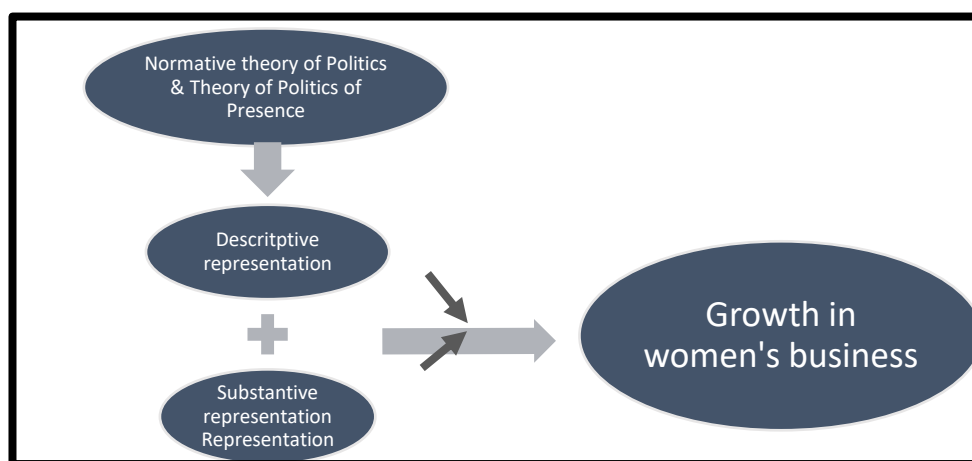 Normative theory of Politics
& Theory of Politics of
Presence
Descritptive
representation
Substantive
representation
Representation
Growth in
women's business